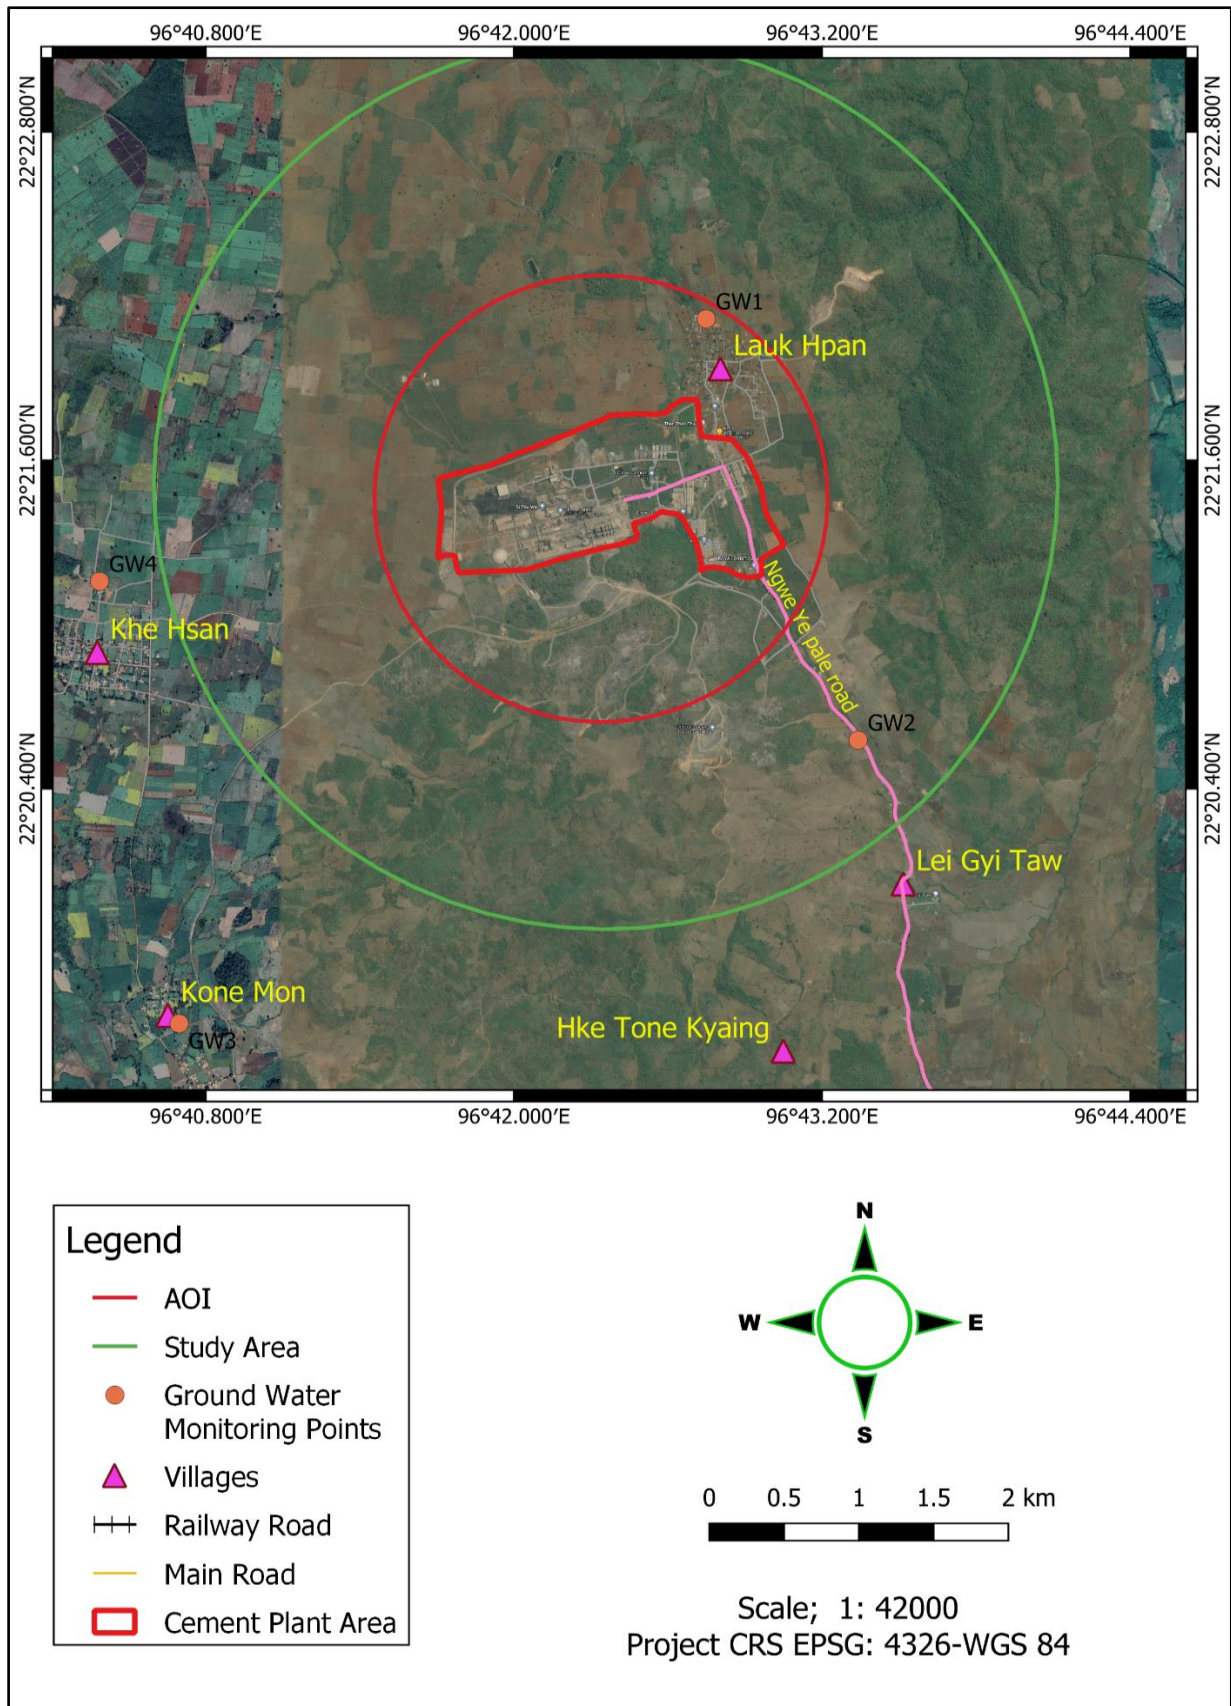 96°40.800'E 96°42.000'E 96°43.200'E 96°44.400'E
22°22.800'N
22°22.800'N
GW1
Lauk Hpan
22°21.600'N
22°21.600'N
GW4
Khe Hsan
Ngwe Ye pale road
GW2
22°20.400'N
22°20.400'N
Lei Gyi Taw
Kone Mon
GW3
Hke Tone Kyaing
96°40.800'E 96°42.000'E 96°43.200'E 96°44.400'E
Legend
AOI
Study Area
Ground Water
Monitoring Points
Villages
Railway Road
Main Road
Cement Plant Area
N
W E
S
0 0.5 1 1.5 2 km
Scale; 1: 42000
Project CRS EPSG: 4326-WGS 84